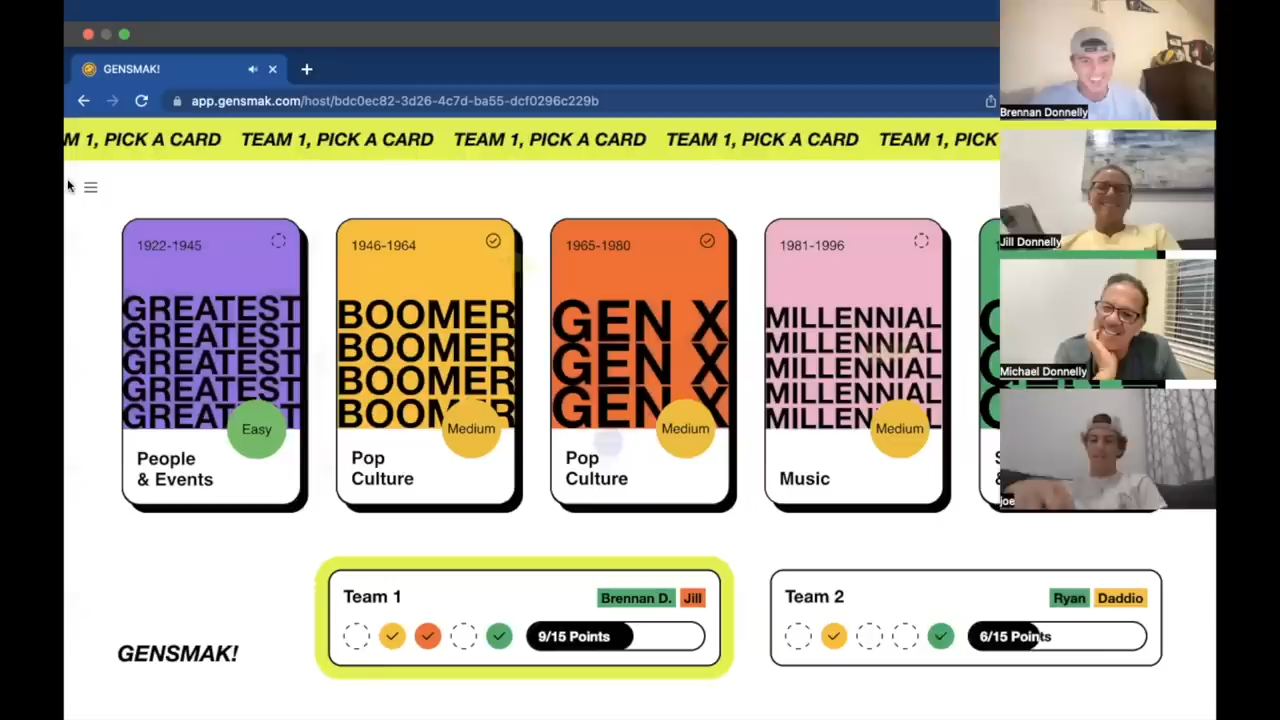 GENSMAK!
app.gensmak.com/host/bdc0ec82-3d26-4c7d-ba55-dcf0296c229b
M 1, PICK A CARD TEAM 1, PICK A CARD TEAM 1, PICK A CARD TEAM 1, PICK A CARD TEAM 1, PICK
Brennan Donnelly
Jill Donnelly
Michael Donnelly
joe
1922-1945
GREATEST
GREATEST
GREATEST
GREATEST
GREATEST
Easy
People
& Events
1946-1964
BOOMER
BOOMER
BOOMER
BOOMER
Medium
Pop
Culture
1965-1980
GEN X
GEN X
GEN X
Medium
Pop
Culture
1981-1996
MILLENNIAL
MILLENNIAL
MILLENNIAL
MILLENNIAL
MILLENNIAL
Medium
Music
Team 1
Brennan D. Jill
9/15 Points
Team 2
Ryan Daddio
6/15 Points
GENSMAK!